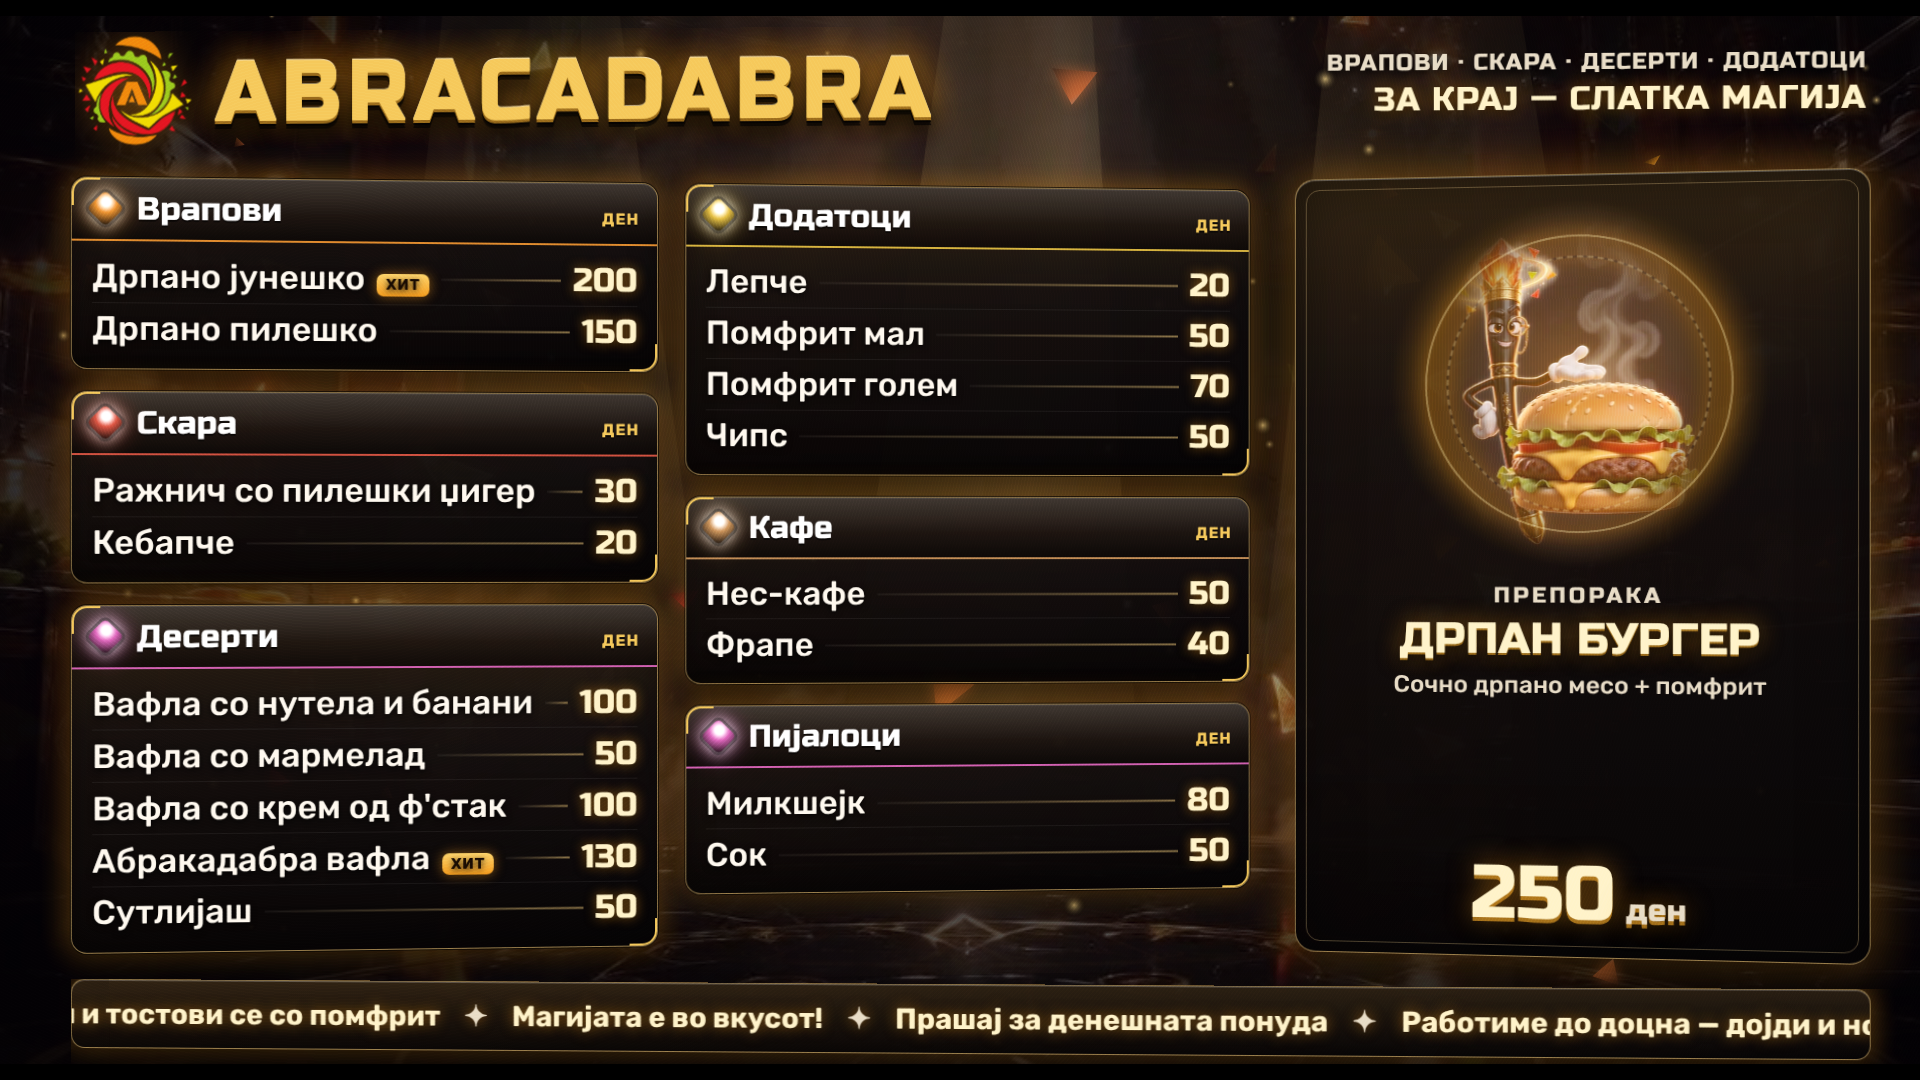 ABRACADABRA
ВРАПОВИ · СКАРА · ДЕСЕРТИ · ДОДАТОЦИ
ЗА КРАЈ — СЛАТКА МАГИЈА
Врапови ДЕН
Дрпано јунешко ХИТ 200
Дрпано пилешко 150
Скара ДЕН
Ражнич со пилешки џигер 30
Кебапче 20
Десерти ДЕН
Вафла со нутела и банани 100
Вафла со мармелад 50
Вафла со крем од ф'стак 100
Абракадабра вафла ХИТ 130
Сутлијаш 50
Додатоци ДЕН
Лепче 20
Помфрит мал 50
Помфрит голем 70
Чипс 50
Кафе ДЕН
Нес-кафе 50
Фрапе 40
Пијалоци ДЕН
Милкшејк 80
Сок 50
ПРЕПОРАКА
ДРПАН БУРГЕР
Сочно дрпано месо + помфрит
250 ден
и тостови се со помфрит ✦ Магијата е во вкусот! ✦ Прашај за денешната понуда ✦ Работиме до доцна — дојди и